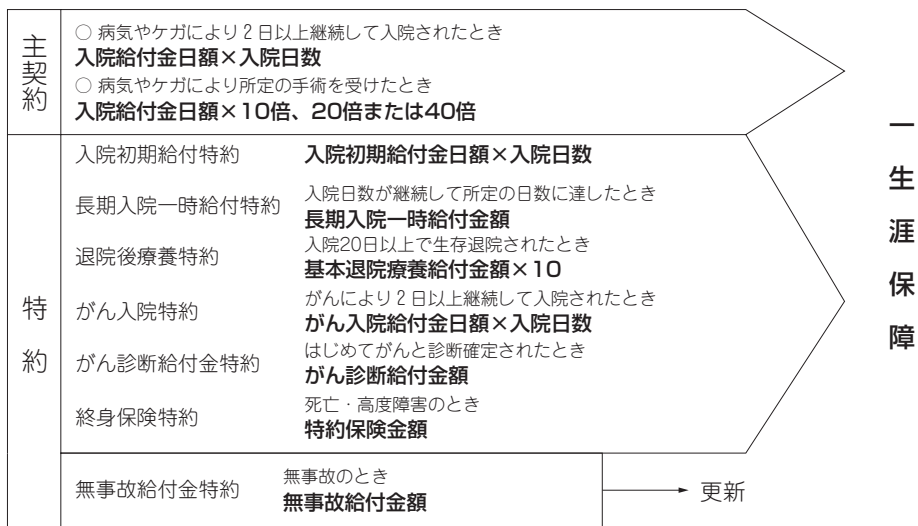 主契約
○ 病気やケガにより2日以上継続して入院されたとき
入院給付金日額×入院日数
○ 病気やケガにより所定の手術を受けたとき
入院給付金日額×10倍、20倍または40倍
特約
入院初期給付特約 入院初期給付金日額×入院日数
長期入院一時給付特約
入院日数が継続して所定の日数に達したとき
長期入院一時給付金額
退院後療養特約
入院20日以上で生存退院されたとき
基本退院療養給付金額×10
がん入院特約
がんにより2日以上継続して入院されたとき
がん入院給付金日額×入院日数
がん診断給付金特約
はじめてがんと診断確定されたとき
がん診断給付金額
終身保険特約
死亡・高度障害のとき
特約保険金額
無事故給付金特約
無事故のとき
無事故給付金額
更新
一生涯保障